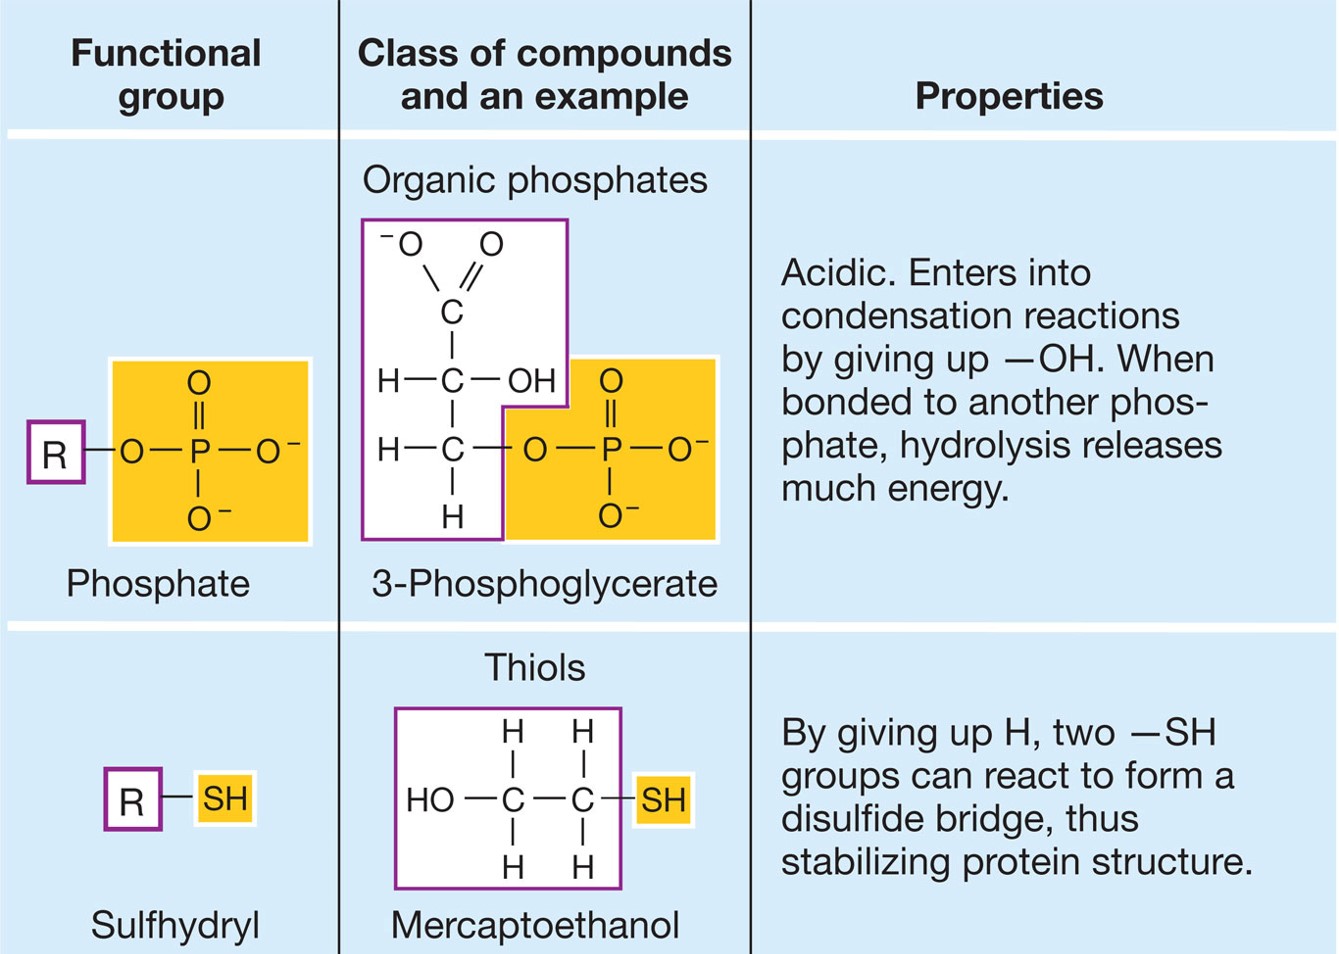 Functional
group
Class of compounds
and an example
Properties
Organic phosphates
⁻O O
C
H—C—OH O
H—C—O—P—O⁻
H O⁻
3-Phosphoglycerate
O
R—O—P—O⁻
O⁻
Phosphate
Acidic. Enters into
condensation reactions
by giving up —OH. When
bonded to another phos-
phate, hydrolysis releases
much energy.
R—SH
Sulfhydryl
Thiols
H H
HO—C—C—SH
H H
Mercaptoethanol
By giving up H, two —SH
groups can react to form a
disulfide bridge, thus
stabilizing protein structure.